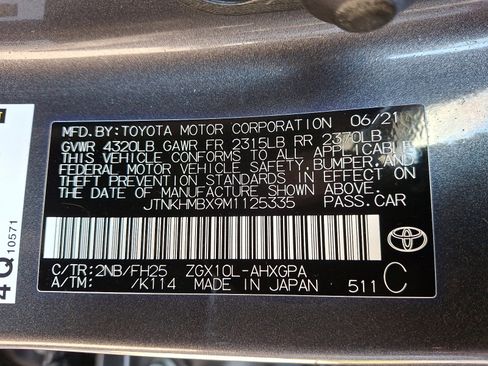 MFD. BY: TOYOTA MOTOR CORPORATION 06/21
GVWR 4320LB GAWR FR 2315LB RR 2370LB
THIS VEHICLE CONFORMS TO ALL APPLICABLE
FEDERAL MOTOR VEHICLE SAFETY, BUMPER, AND
THEFT PREVENTION STANDARDS IN EFFECT ON
THE DATE OF MANUFACTURE SHOWN ABOVE.
JTNKHMBX9M1125335 PASS.CAR
C/TR:2NB/FH25 ZGX10L-AHXGPA
A/TM: /K114 MADE IN JAPAN 511 C
4Q 10571